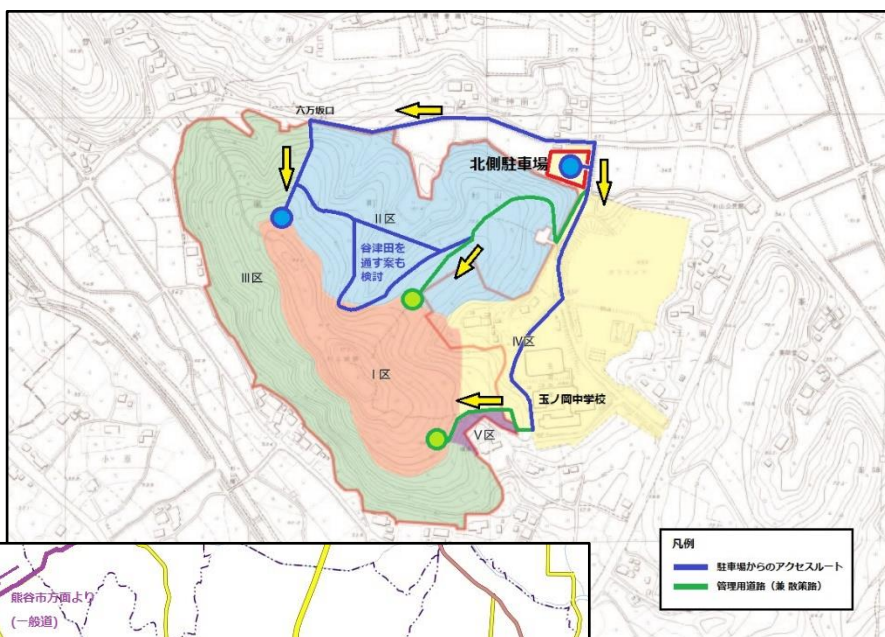 六万坂口
北側駐車場
Ⅱ区
谷津田を
通す案も
検討
Ⅲ区
Ⅳ区
Ⅰ区
玉ノ岡中学校
Ⅴ区
凡例
駐車場からのアクセスルート
管理用道路（兼 散策路）
熊谷市方面より
(一般道)